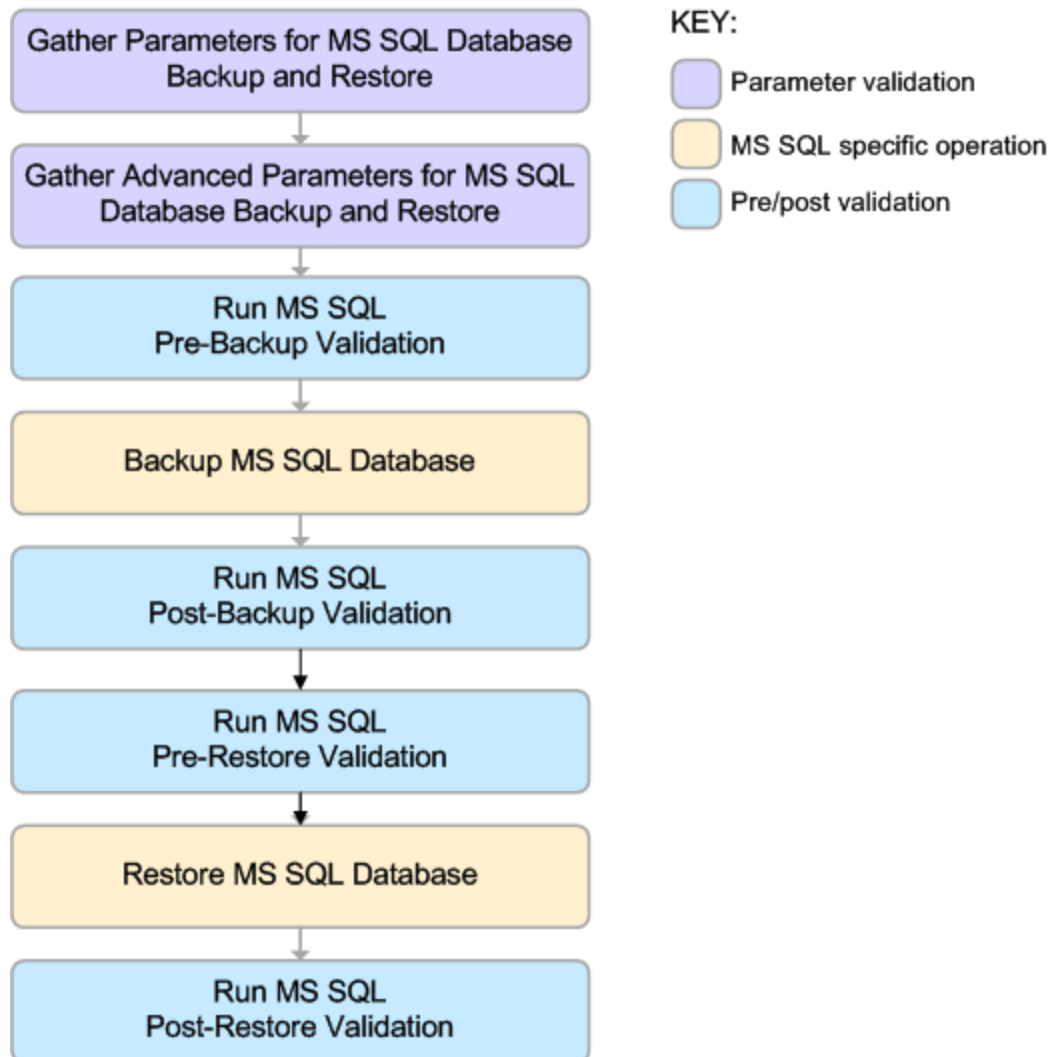 Gather Parameters for MS SQL Database
Backup and Restore
Gather Advanced Parameters for MS SQL
Database Backup and Restore
Run MS SQL
Pre-Backup Validation
Backup MS SQL Database
Run MS SQL
Post-Backup Validation
Run MS SQL
Pre-Restore Validation
Restore MS SQL Database
Run MS SQL
Post-Restore Validation
KEY:
Parameter validation
MS SQL specific operation
Pre/post validation